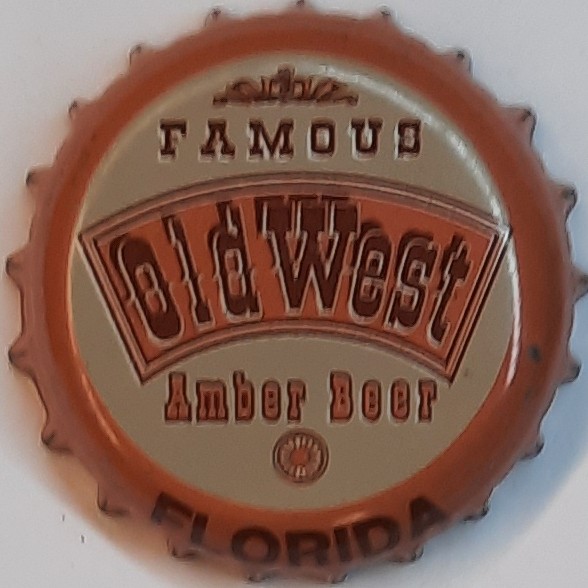 FAMOUS
Old West
Amber Beer
FLORIDA